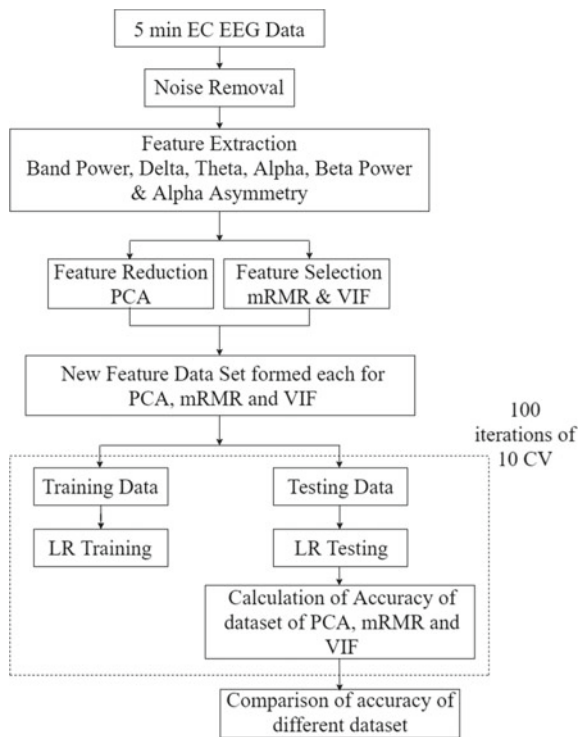 5 min EC EEG Data
Noise Removal
Feature Extraction
Band Power, Delta, Theta, Alpha, Beta Power
& Alpha Asymmetry
Feature Reduction
PCA
Feature Selection
mRMR & VIF
New Feature Data Set formed each for
PCA, mRMR and VIF
100
iterations of
10 CV
Training Data
Testing Data
LR Training
LR Testing
Calculation of Accuracy of
dataset of PCA, mRMR and
VIF
Comparison of accuracy of
different dataset